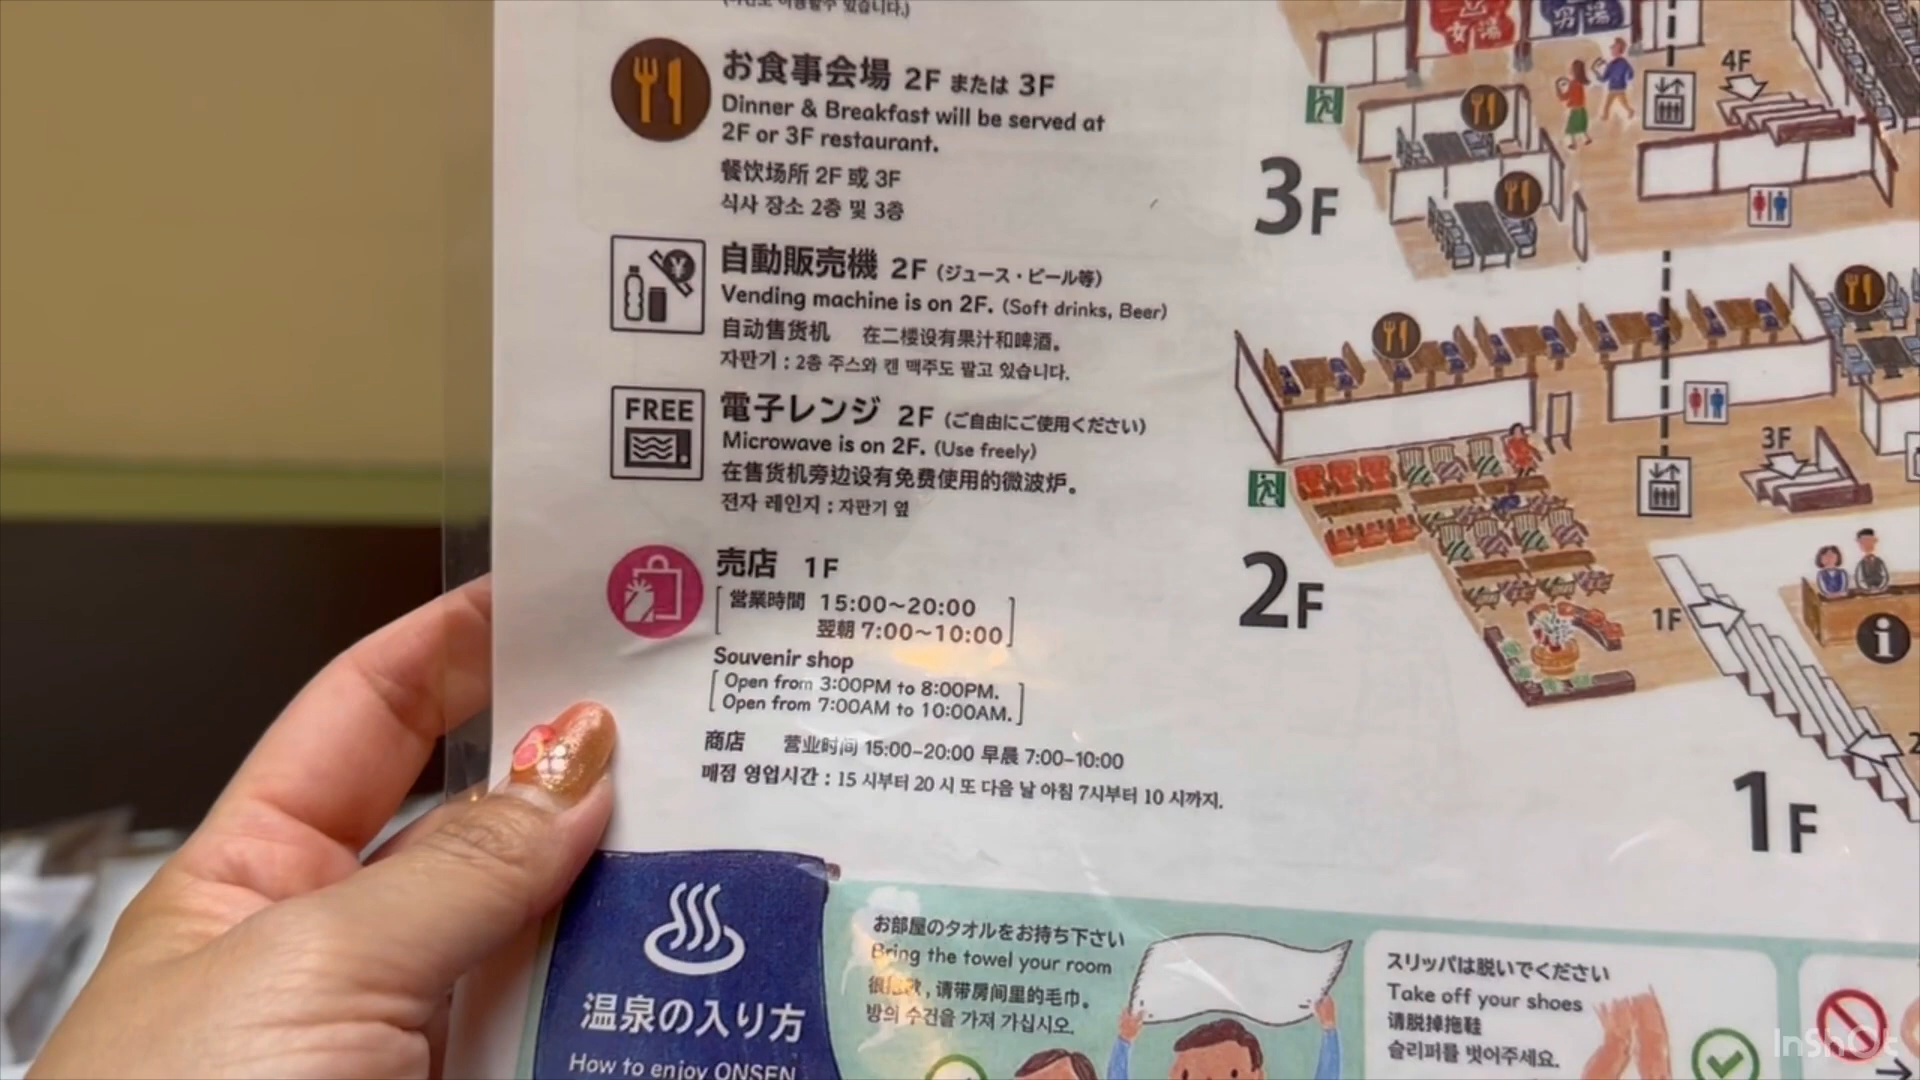 お食事会場 2F または 3F
Dinner & Breakfast will be served at
2F or 3F restaurant.
餐饮场所 2F 或 3F
식사 장소 2층 및 3층
自動販売機 2F (ジュース・ビール等)
Vending machine is on 2F. (Soft drinks, Beer)
自动售货机 在二楼设有果汁和啤酒。
자판기 : 2층 주스와 캔 맥주도 팔고 있습니다.
FREE
電子レンジ 2F (ご自由にご使用ください)
Microwave is on 2F. (Use freely)
在售货机旁边设有免费使用的微波炉。
전자 레인지 : 자판기 옆
売店 1F
営業時間 15:00~20:00
翌朝 7:00~10:00
Souvenir shop
Open from 3:00PM to 8:00PM.
Open from 7:00AM to 10:00AM.
商店 营业时间 15:00-20:00 早晨 7:00-10:00
매점 영업시간 : 15 시부터 20 시 또 다음 날 아침 7시부터 10 시까지.
女湯
男湯
4F
3F
3F
2F
1F
1F
温泉の入り方
How to enjoy ONSEN
お部屋のタオルをお持ち下さい
Bring the towel your room
请带房间里的毛巾。
방의 수건을 가져 가십시오.
スリッパは脱いでください
Take off your shoes
请脱掉拖鞋
슬리퍼를 벗어주세요.
InShOt